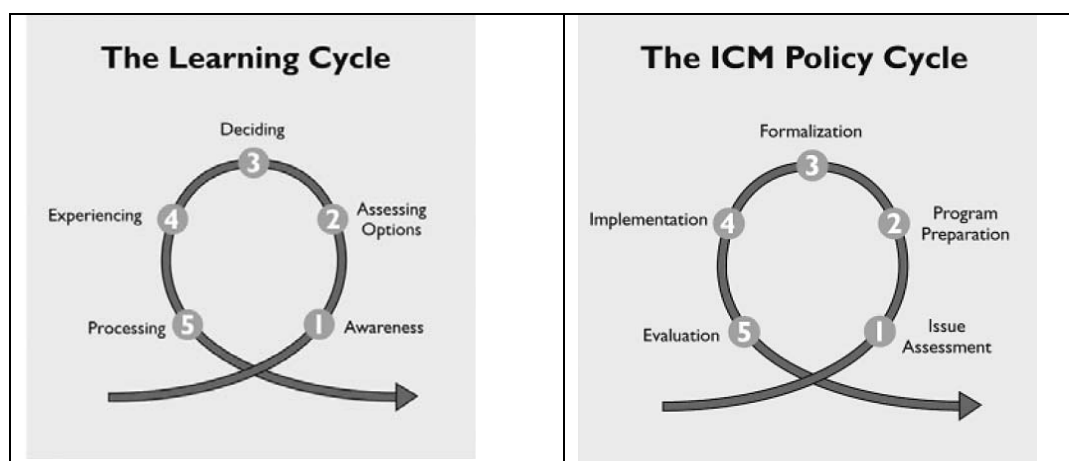 The Learning Cycle
Deciding
3
Experiencing
4
2
Assessing
Options
Processing
5
1
Awareness
The ICM Policy Cycle
Formalization
3
Implementation
4
2
Program
Preparation
Evaluation
5
1
Issue
Assessment